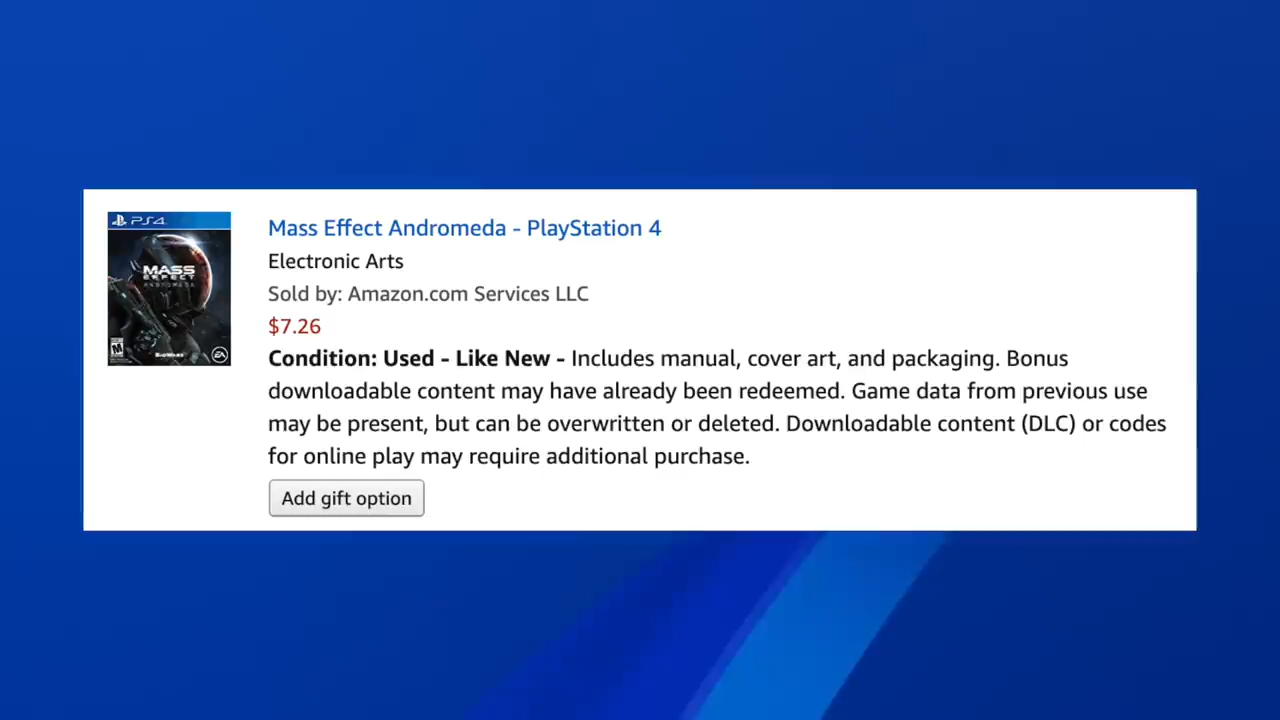 PS4
MASS
EFFECT
ANDROMEDA
M
BIOWARE
EA
Mass Effect Andromeda - PlayStation 4
Electronic Arts
Sold by: Amazon.com Services LLC
$7.26
Condition: Used - Like New - Includes manual, cover art, and packaging. Bonus
downloadable content may have already been redeemed. Game data from previous use
may be present, but can be overwritten or deleted. Downloadable content (DLC) or codes
for online play may require additional purchase.
Add gift option